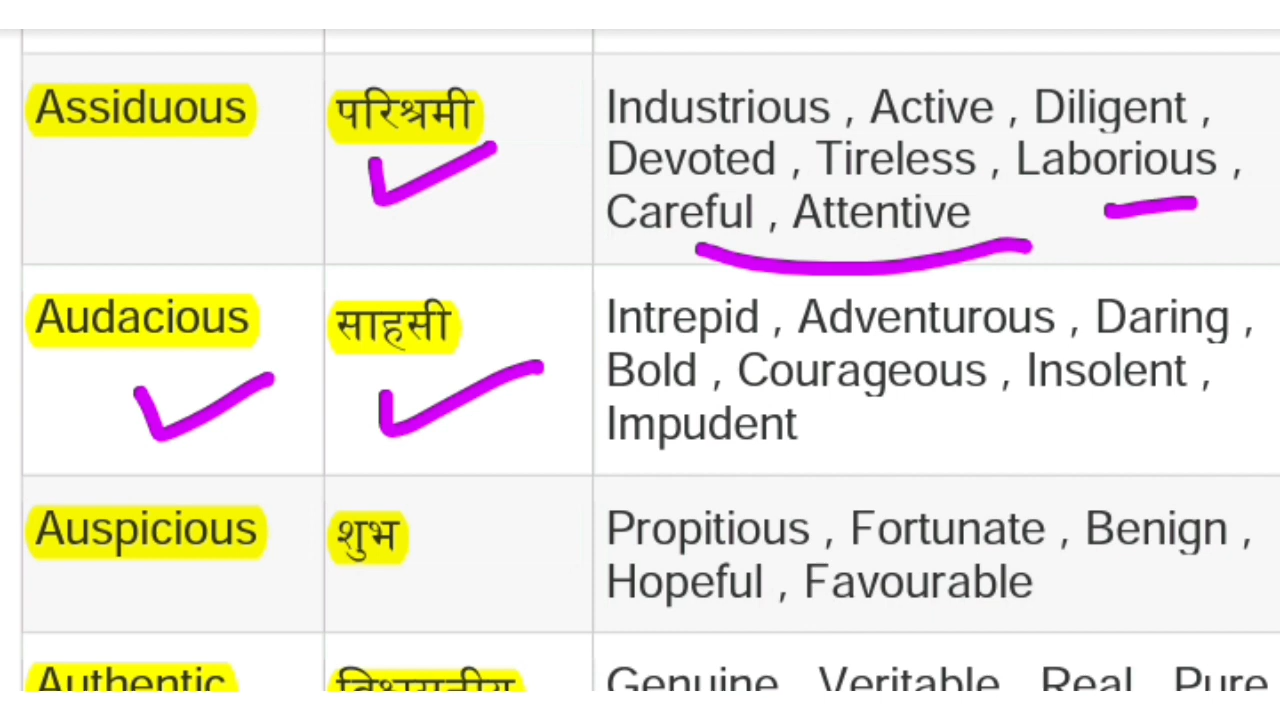 Assiduous
परिश्रमी
Industrious , Active , Diligent ,
Devoted , Tireless , Laborious ,
Careful , Attentive
Audacious
साहसी
Intrepid , Adventurous , Daring ,
Bold , Courageous , Insolent ,
Impudent
Auspicious
शुभ
Propitious , Fortunate , Benign ,
Hopeful , Favourable
Authentic
विश्वसनीय
Genuine , Veritable , Real , Pure